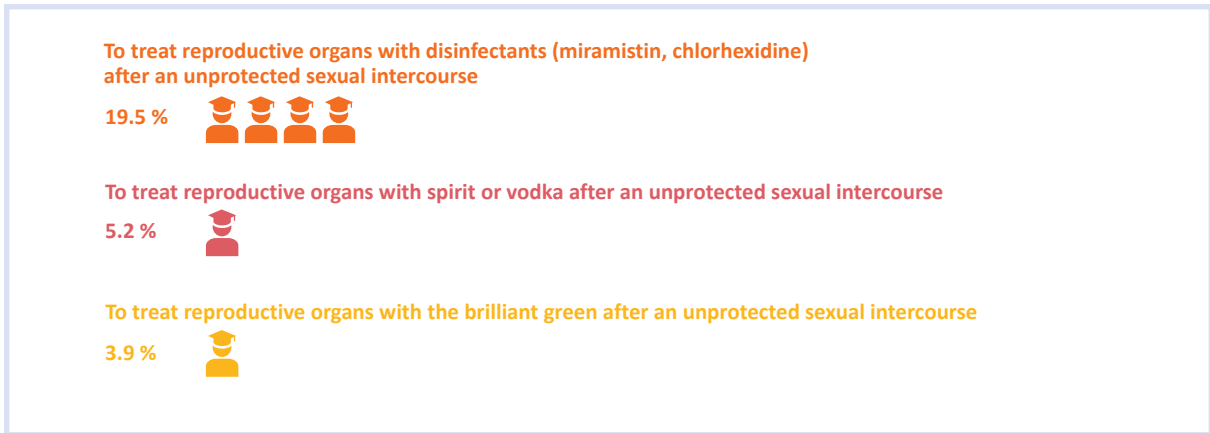 To treat reproductive organs with disinfectants (miramistin, chlorhexidine)
after an unprotected sexual intercourse
19.5 %
To treat reproductive organs with spirit or vodka after an unprotected sexual intercourse
5.2 %
To treat reproductive organs with the brilliant green after an unprotected sexual intercourse
3.9 %